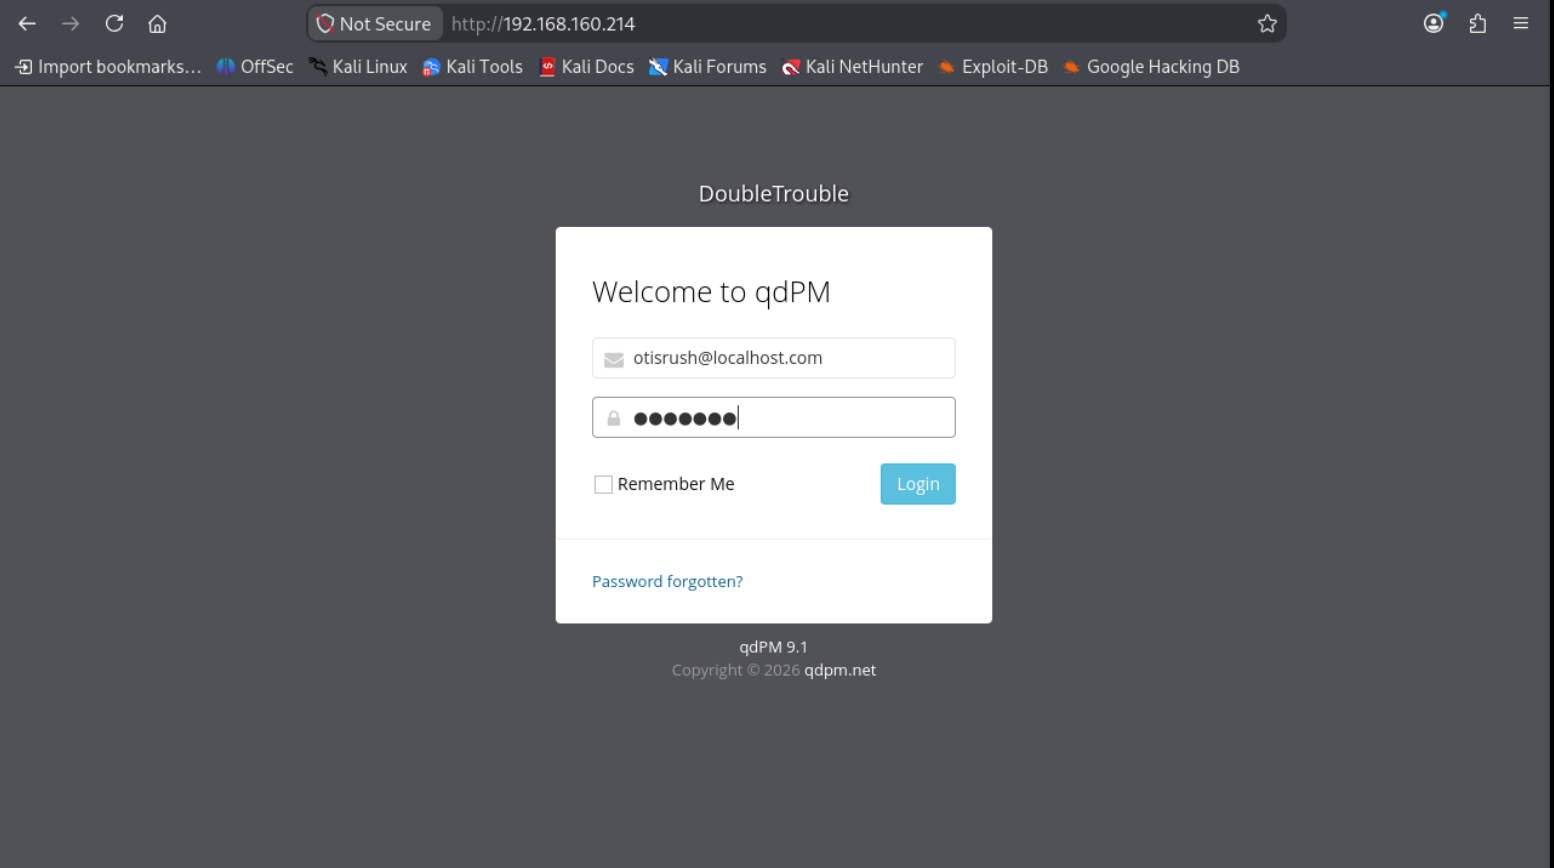 Not Secure http://192.168.160.214
Import bookmarks... OffSec Kali Linux Kali Tools Kali Docs Kali Forums Kali NetHunter Exploit-DB Google Hacking DB
DoubleTrouble
Welcome to qdPM
otisrush@localhost.com
●●●●●●●
Remember Me Login
Password forgotten?
qdPM 9.1
Copyright © 2026 qdpm.net